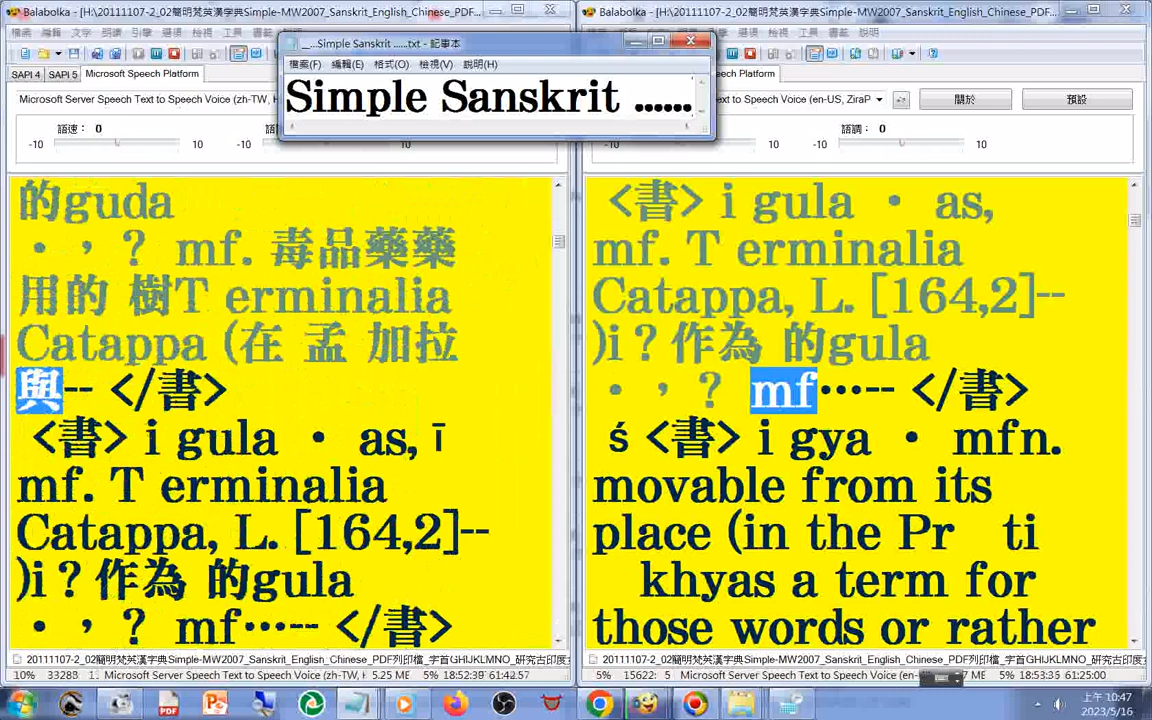 Balabolka - [H:\20111107-2_02簡明梵英漢字典Simple-MW2007_Sanskrit_English_Chinese_PDF...
Balabolka - [H:\20111107-2_02簡明梵英漢字典Simple-MW2007_Sanskrit_English_Chinese_PDF...
__...Simple Sanskrit ......txt - 記事本
檔案(F) 編輯(E) 格式(O) 檢視(V) 說明(H)
Simple Sanskrit ......
SAPI 4 SAPI 5 Microsoft Speech Platform
Microsoft Server Speech Text to Speech Voice (zh-TW, H
語速： 0
-10 10 -10 10
eech Platform
ext to Speech Voice (en-US, ZiraP
關於 預設
語調： 0
-10 10 -10 10
的guda
‧，？ mf. 毒品藥藥
用的 樹T erminalia
Catappa (在 孟 加拉
與-- </書>
<書> i gula ‧ as, ī
mf. T erminalia
Catappa, L. [164,2]--
)i？作為 的gula
‧，？ mf…-- </書>
<書> i gula ‧ as,
mf. T erminalia
Catappa, L. [164,2]--
)i？作為 的gula
‧，？ mf…-- </書>
ś <書> i gya ‧ mfn.
movable from its
place (in the Pr ti
khyas a term for
those words or rather
20111107-2_02簡明梵英漢字典Simple-MW2007_Sanskrit_English_Chinese_PDF列印檔_字首GHIJKLMNO_研究古印度
20111107-2_02簡明梵英漢字典Simple-MW2007_Sanskrit_English_Chinese_PDF列印檔_字首GHIJKLMNO_研究古印度
10% 33288: Microsoft Server Speech Text to Speech Voice (zh-TW, 5.25 ME 18:52:39: 61:42:57
5% 15622: Microsoft Server Speech Text to Speech Voice ME 18:53:35 61:25:00
上午 10:47
2023/5/16